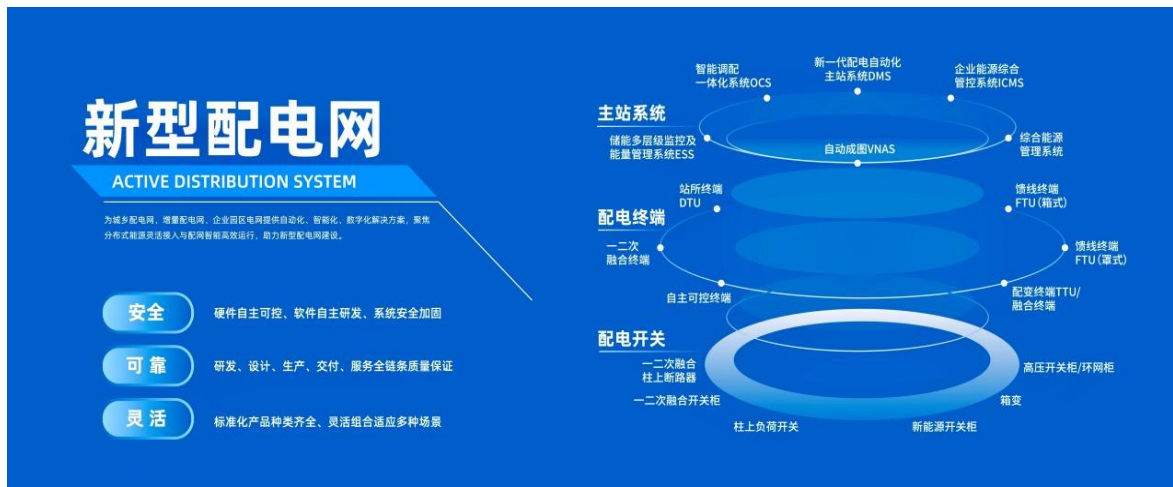 新型配电网
ACTIVE DISTRIBUTION SYSTEM
为城乡配电网、增量配电网、企业园区电网提供自动化、智能化、数字化解决方案，聚焦
分布式能源灵活接入与配网智能高效运行，助力新型配电网建设。
安全
硬件自主可控、软件自主研发、系统安全加固
可靠
研发、设计、生产、交付、服务全链条质量保证
灵活
标准化产品种类齐全、灵活组合适应多种场景
主站系统
智能调配
一体化系统OCS
新一代配电自动化
主站系统DMS
企业能源综合
管控系统ICMS
储能多层级监控及
能量管理系统ESS
自动成图VNAS
综合能源
管理系统
配电终端
站所终端
DTU
馈线终端
FTU（箱式）
一二次
融合终端
馈线终端
FTU（罩式）
自主可控终端
配变终端TTU/
融合终端
配电开关
一二次融合
柱上断路器
高压开关柜/环网柜
一二次融合开关柜
箱变
柱上负荷开关
新能源开关柜